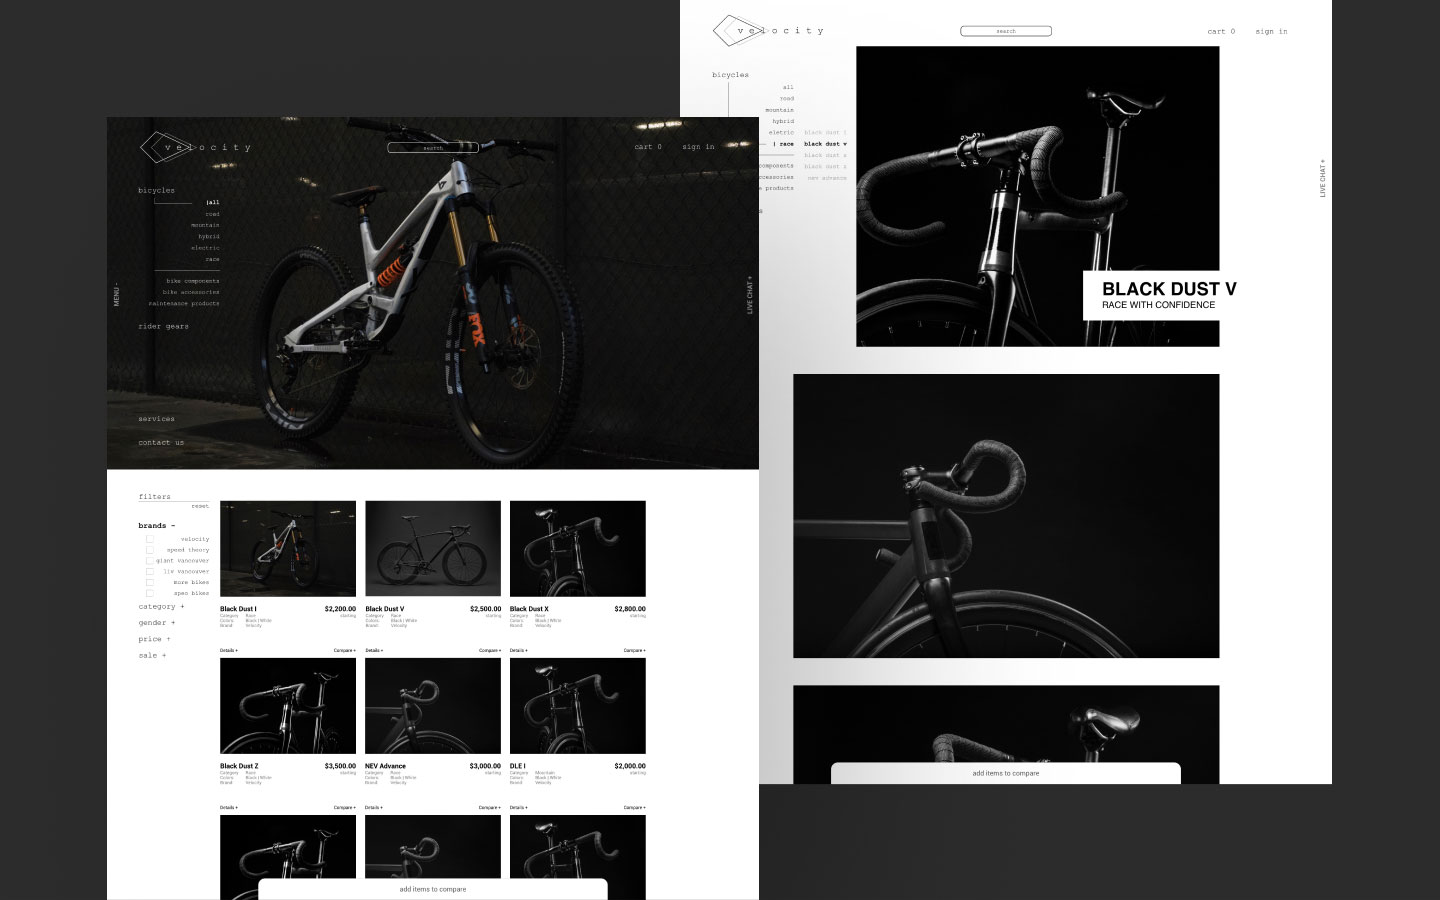 velocity
search
cart 0
sign in
bicycles
all
road
mountain
hybrid
eletric
| race
components
accessories
products
black dust i
black dust v
black dust x
black dust z
nev advance
LIVE CHAT +
BLACK DUST V
RACE WITH CONFIDENCE
add items to compare
velocity
search
cart 0
sign in
bicycles
|all
road
mountain
hybrid
electric
race
bike components
bike accessories
maintenance products
rider gears
services
contact us
MENU -
LIVE CHAT +
FOX
filters
reset
brands -
velocity
speed theory
giant vancouver
llv vancouver
more bikes
spen bikes
category +
gender +
price +
sale +
Black Dust I $2,200.00
Category Race starting
Colors Black | White
Brand Velocity
Details + Compare +
Black Dust V $2,500.00
Category Race starting
Colors Black | White
Brand Velocity
Details + Compare +
Black Dust X $2,800.00
Category Race starting
Colors Black | White
Brand Velocity
Details + Compare +
Black Dust Z $3,500.00
Category Race starting
Colors Black | White
Brand Velocity
Details + Compare +
NEV Advance $3,000.00
Category Race starting
Colors Black | White
Brand Velocity
Details + Compare +
DLE I $2,000.00
Category Mountain starting
Colors Black | White
Brand Velocity
Details + Compare +
add items to compare